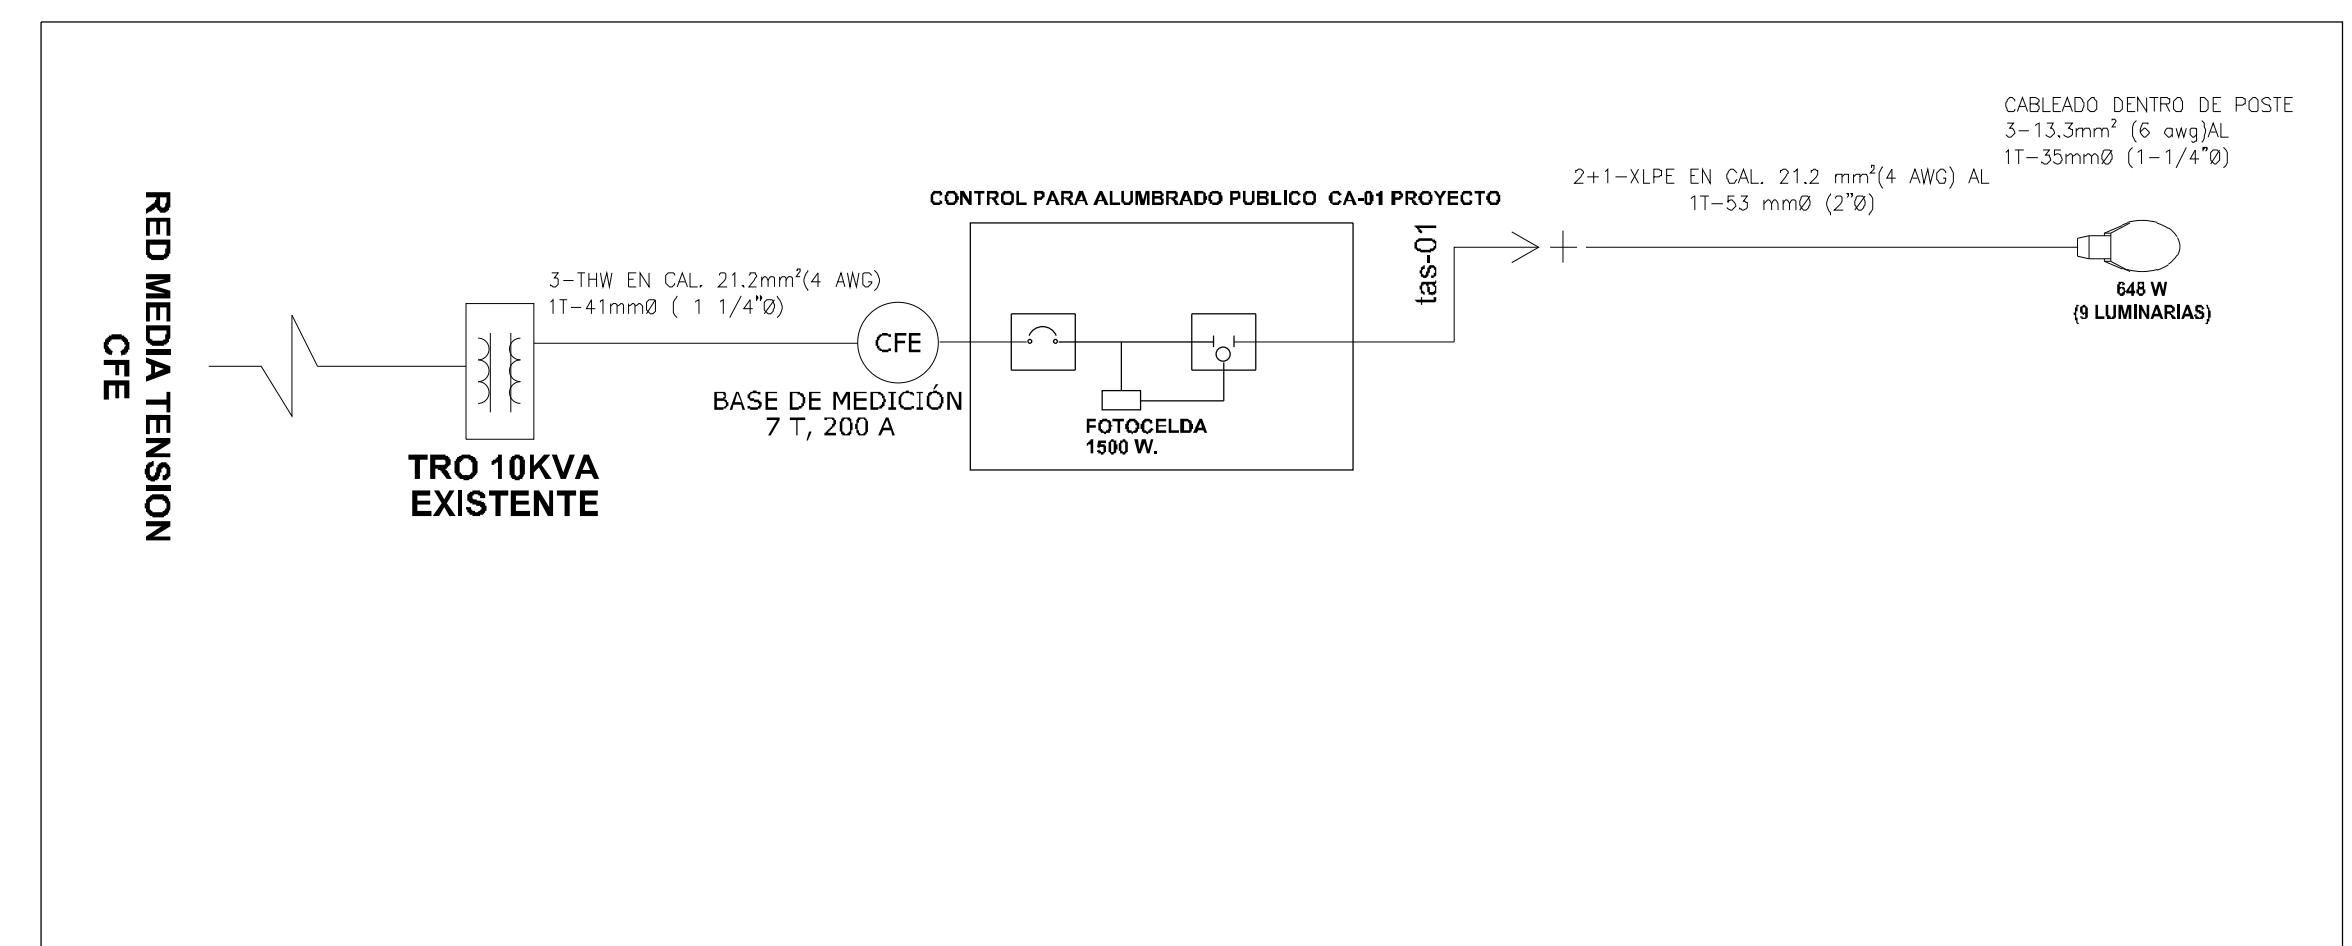 RED MEDIA TENSION
CFE
TRO 10KVA
EXISTENTE
3-THW EN CAL. 21.2mm²(4 AWG)
1T-41mmØ ( 1 1/4"Ø)
CFE
BASE DE MEDICIÓN
7 T, 200 A
CONTROL PARA ALUMBRADO PUBLICO CA-01 PROYECTO
FOTOCELDA
1500 W.
tas-01
2+1-XLPE EN CAL. 21.2 mm²(4 AWG) AL
1T-53 mmØ (2"Ø)
CABLEADO DENTRO DE POSTE
3-13.3mm² (6 awg)AL
1T-35mmØ (1-1/4"Ø)
648 W
(9 LUMINARIAS)